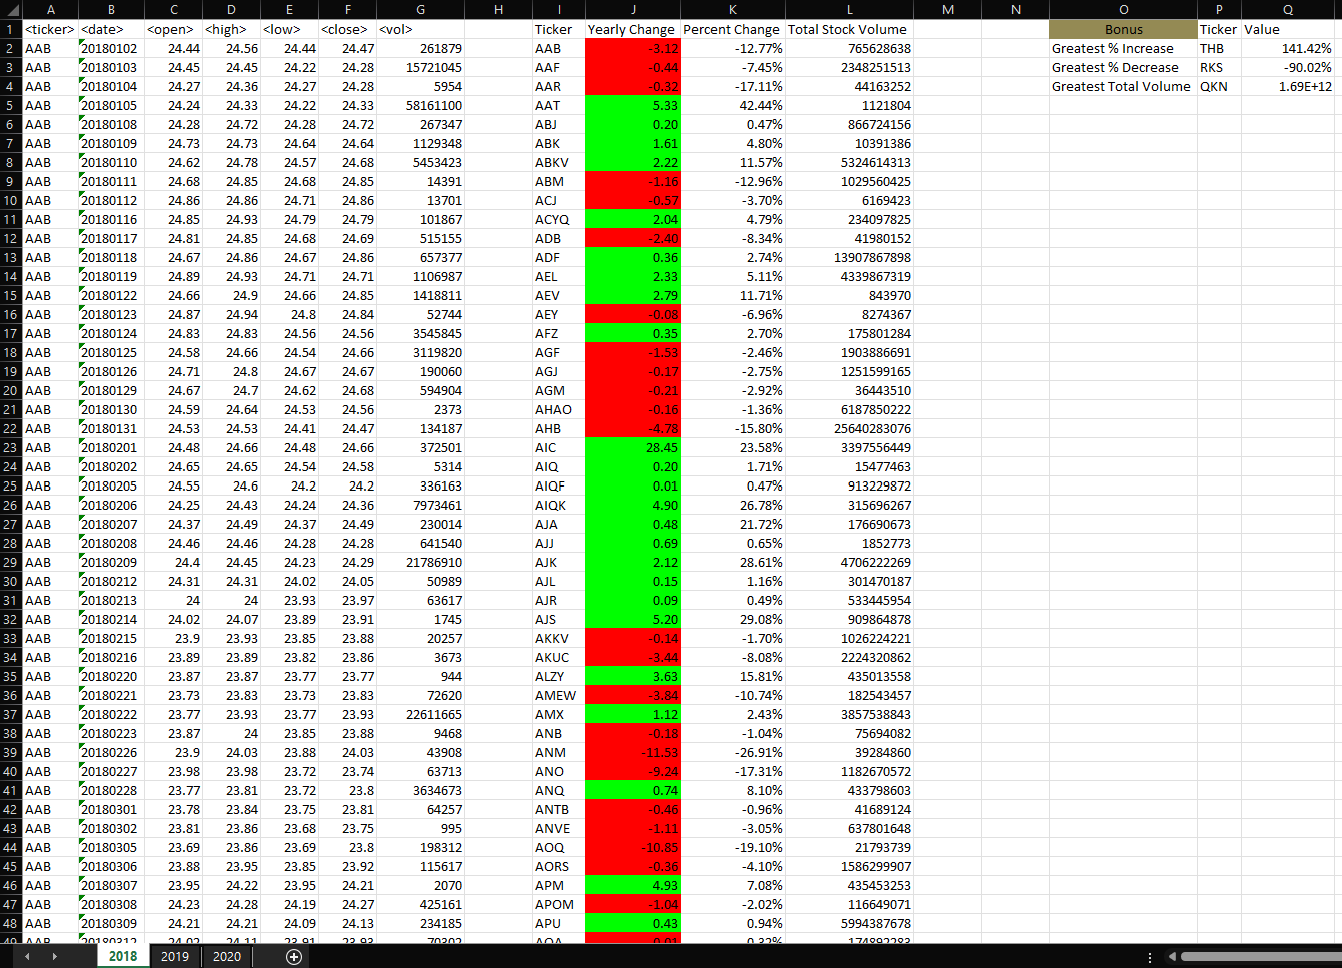 A B C D E F G H I J K L M N O P Q
1 <ticker> <date> <open> <high> <low> <close> <vol> Ticker Yearly Change Percent Change Total Stock Volume Bonus Ticker Value
2 AAB 20180102 24.44 24.56 24.44 24.47 261879 AAB -3.12 -12.77% 765628638 Greatest % Increase THB 141.42%
3 AAB 20180103 24.45 24.45 24.22 24.28 15721045 AAF -0.44 -7.45% 2348251513 Greatest % Decrease RKS -90.02%
4 AAB 20180104 24.27 24.36 24.27 24.28 5954 AAR -0.32 -17.11% 44163252 Greatest Total Volume QKN 1.69E+12
5 AAB 20180105 24.24 24.33 24.22 24.33 58161100 AAT 5.33 42.44% 1121804
6 AAB 20180108 24.28 24.72 24.28 24.72 267347 ABJ 0.20 0.47% 866724156
7 AAB 20180109 24.73 24.73 24.64 24.64 1129348 ABK 1.61 4.80% 10391386
8 AAB 20180110 24.62 24.78 24.57 24.68 5453423 ABKV 2.22 11.57% 5324614313
9 AAB 20180111 24.68 24.85 24.68 24.85 14391 ABM -1.16 -12.96% 1029560425
10 AAB 20180112 24.86 24.86 24.71 24.86 13701 ACJ -0.57 -3.70% 6169423
11 AAB 20180116 24.85 24.93 24.79 24.79 101867 ACYQ 2.04 4.79% 234097825
12 AAB 20180117 24.81 24.85 24.68 24.69 515155 ADB -2.40 -8.34% 41980152
13 AAB 20180118 24.67 24.86 24.67 24.86 657377 ADF 0.36 2.74% 13907867898
14 AAB 20180119 24.89 24.93 24.71 24.71 1106987 AEL 2.33 5.11% 4339867319
15 AAB 20180122 24.66 24.9 24.66 24.85 1418811 AEV 2.79 11.71% 843970
16 AAB 20180123 24.87 24.94 24.8 24.84 52744 AEY -0.08 -6.96% 8274367
17 AAB 20180124 24.83 24.83 24.56 24.56 3545845 AFZ 0.35 2.70% 175801284
18 AAB 20180125 24.58 24.66 24.54 24.66 3119820 AGF -1.53 -2.46% 1903886691
19 AAB 20180126 24.71 24.8 24.67 24.67 190060 AGJ -0.17 -2.75% 1251599165
20 AAB 20180129 24.67 24.7 24.62 24.68 594904 AGM -0.21 -2.92% 36443510
21 AAB 20180130 24.59 24.64 24.53 24.56 2373 AHAO -0.16 -1.36% 6187850222
22 AAB 20180131 24.53 24.53 24.41 24.47 134187 AHB -4.78 -15.80% 25640283076
23 AAB 20180201 24.48 24.66 24.48 24.66 372501 AIC 28.45 23.58% 3397556449
24 AAB 20180202 24.65 24.65 24.54 24.58 5314 AIQ 0.20 1.71% 15477463
25 AAB 20180205 24.55 24.6 24.2 24.2 336163 AIQF 0.01 0.47% 913229872
26 AAB 20180206 24.25 24.43 24.24 24.36 7973461 AIQK 4.90 26.78% 315696267
27 AAB 20180207 24.37 24.49 24.37 24.49 230014 AJA 0.48 21.72% 176690673
28 AAB 20180208 24.46 24.46 24.28 24.28 641540 AJJ 0.69 0.65% 1852773
29 AAB 20180209 24.4 24.45 24.23 24.29 21786910 AJK 2.12 28.61% 4706222269
30 AAB 20180212 24.31 24.31 24.02 24.05 50989 AJL 0.15 1.16% 301470187
31 AAB 20180213 24 24 23.93 23.97 63617 AJR 0.09 0.49% 533445954
32 AAB 20180214 24.02 24.07 23.89 23.91 1745 AJS 5.20 29.08% 909864878
33 AAB 20180215 23.9 23.93 23.85 23.88 20257 AKKV -0.14 -1.70% 1026224221
34 AAB 20180216 23.89 23.89 23.82 23.86 3673 AKUC -3.44 -8.08% 2224320862
35 AAB 20180220 23.87 23.87 23.77 23.77 944 ALZY 3.63 15.81% 435013558
36 AAB 20180221 23.73 23.83 23.73 23.83 72620 AMEW -3.84 -10.74% 182543457
37 AAB 20180222 23.77 23.93 23.77 23.93 22611665 AMX 1.12 2.43% 3857538843
38 AAB 20180223 23.87 24 23.85 23.88 9468 ANB -0.18 -1.04% 75694082
39 AAB 20180226 23.9 24.03 23.88 24.03 43908 ANM -11.53 -26.91% 39284860
40 AAB 20180227 23.98 23.98 23.72 23.74 63713 ANO -9.24 -17.31% 1182670572
41 AAB 20180228 23.77 23.81 23.72 23.8 3634673 ANQ 0.74 8.10% 433798603
42 AAB 20180301 23.78 23.84 23.75 23.81 64257 ANTB -0.46 -0.96% 41689124
43 AAB 20180302 23.81 23.86 23.68 23.75 995 ANVE -1.11 -3.05% 637801648
44 AAB 20180305 23.69 23.86 23.69 23.8 198312 AOQ -10.85 -19.10% 21793739
45 AAB 20180306 23.88 23.95 23.85 23.92 115617 AORS -0.36 -4.10% 1586299907
46 AAB 20180307 23.95 24.22 23.95 24.21 2070 APM 4.93 7.08% 435453253
47 AAB 20180308 24.23 24.28 24.19 24.27 425161 APOM -1.04 -2.02% 116649071
48 AAB 20180309 24.21 24.21 24.09 24.13 234185 APU 0.43 0.94% 5994387678
2018 2019 2020